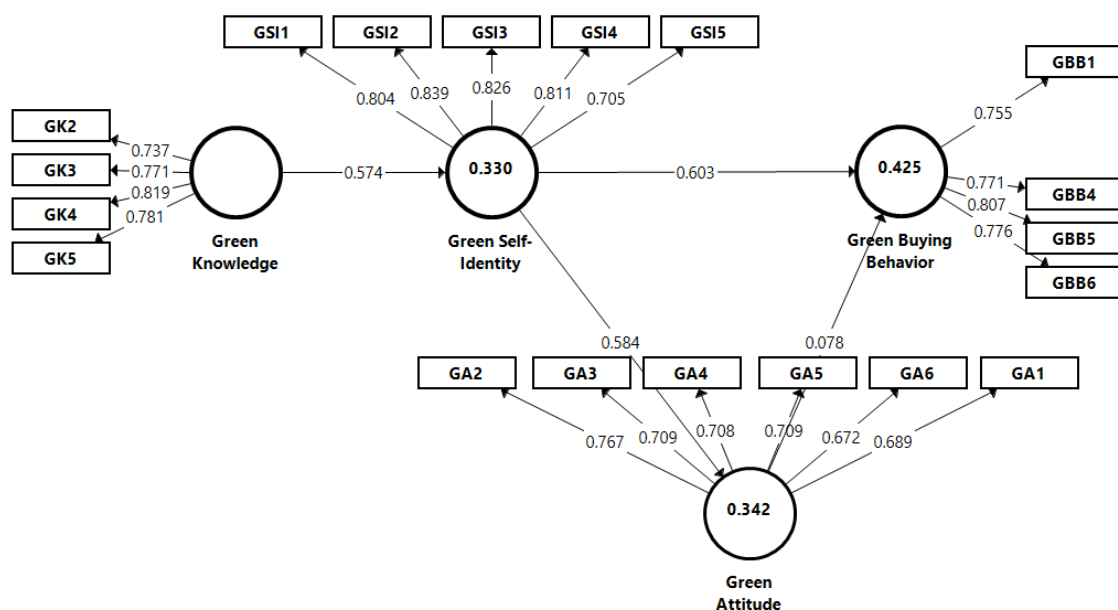 GSI1
GSI2
GSI3
GSI4
GSI5
0.804
0.839
0.826
0.811
0.705
GBB1
0.755
GK2
GK3
GK4
GK5
0.737
0.771
0.819
0.781
Green
Knowledge
0.574
0.330
Green Self-
Identity
0.603
0.425
Green Buying
Behavior
0.771
0.807
0.776
GBB4
GBB5
GBB6
0.584
0.078
GA2
GA3
GA4
GA5
GA6
GA1
0.767
0.709
0.708
0.709
0.672
0.689
0.342
Green
Attitude